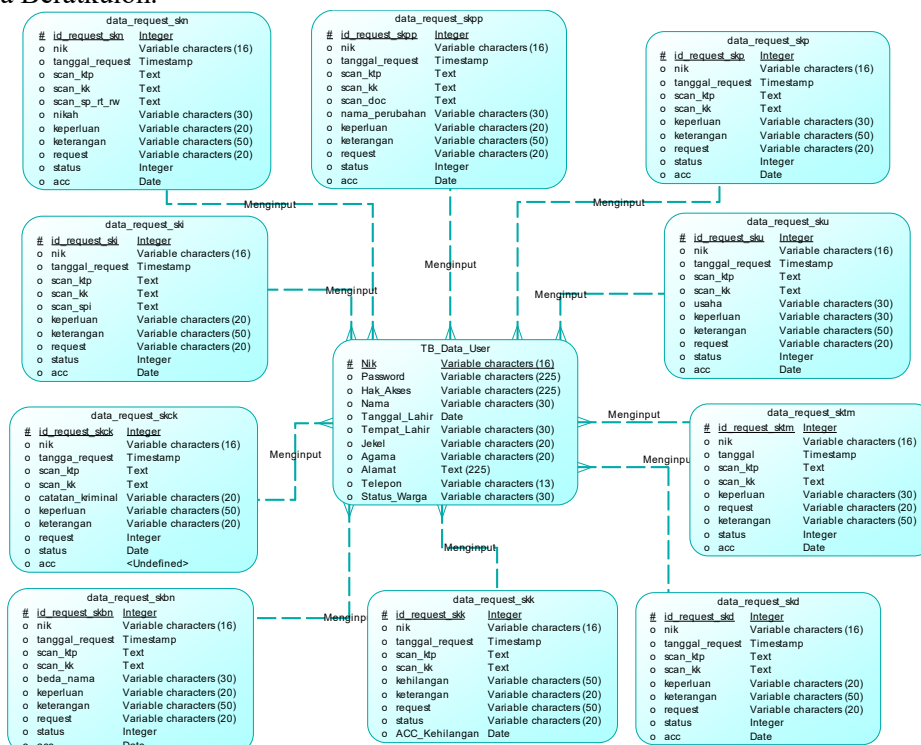 a Beratkulon.
data_request_skn
# id_request_skn Integer
o nik Variable characters (16)
o tanggal_request Timestamp
o scan_ktp Text
o scan_kk Text
o scan_sp_rt_rw Text
o nikah Variable characters (30)
o keperluan Variable characters (20)
o keterangan Variable characters (50)
o request Variable characters (20)
o status Integer
o acc Date
data_request_skpp
# id_request_skpp Integer
o nik Variable characters (16)
o tanggal_request Timestamp
o scan_ktp Text
o scan_kk Text
o scan_doc Text
o nama_perubahan Variable characters (30)
o keperluan Variable characters (20)
o keterangan Variable characters (50)
o request Variable characters (20)
o status Integer
o acc Date
data_request_skp
# id_request_skp Integer
o nik Variable characters (16)
o tanggal_request Timestamp
o scan_ktp Text
o scan_kk Text
o keperluan Variable characters (30)
o keterangan Variable characters (50)
o request Variable characters (20)
o status Integer
o acc Date
Menginput
Menginput
Menginput
data_request_ski
# id_request_ski Integer
o nik Variable characters (16)
o tanggal_request Timestamp
o scan_ktp Text
o scan_kk Text
o scan_spi Text
o keperluan Variable characters (20)
o keterangan Variable characters (50)
o request Variable characters (20)
o status Integer
o acc Date
Menginput
Menginput
data_request_sku
# id_request_sku Integer
o nik Variable characters (16)
o tanggal_request Timestamp
o scan_ktp Text
o scan_kk Text
o usaha Variable characters (30)
o keperluan Variable characters (30)
o keterangan Variable characters (50)
o request Variable characters (20)
o status Integer
o acc Date
TB_Data_User
# Nik Variable characters (16)
o Password Variable characters (225)
o Hak_Akses Variable characters (225)
o Nama Variable characters (30)
o Tanggal_Lahir Date
o Tempat_Lahir Variable characters (30)
o Jekel Variable characters (20)
o Agama Variable characters (20)
o Alamat Text (225)
o Telepon Variable characters (13)
o Status_Warga Variable characters (30)
data_request_skck
# id_request_skck Integer
o nik Variable characters (16)
o tangga_request Timestamp
o scan_ktp Text
o scan_kk Text
o catatan_kriminal Variable characters (20)
o keperluan Variable characters (50)
o keterangan Variable characters (20)
o request Integer
o status Date
o acc <Undefined>
Menginput
Menginput
Menginpu
data_request_sktm
# id_request_sktm Integer
o nik Variable characters (16)
o tanggal Timestamp
o scan_ktp Text
o scan_kk Text
o keperluan Variable characters (30)
o request Variable characters (20)
o keterangan Variable characters (50)
o status Integer
o acc Date
Menginput
data_request_skbn
# id_request_skbn Integer
o nik Variable characters (16)
o tanggal_request Timestamp
o scan_ktp Text
o scan_kk Text
o beda_nama Variable characters (30)
o keperluan Variable characters (20)
o keterangan Variable characters (50)
o request Variable characters (20)
o status Integer
o acc Date
Menginp
data_request_skk
# id_request_skk Integer
o nik Variable characters (16)
o tanggal_request Timestamp
o scan_ktp Text
o scan_kk Text
o kehilangan Variable characters (50)
o keterangan Variable characters (20)
o request Variable characters (50)
o status Variable characters (20)
o ACC_Kehilangan Date
data_request_skd
# id_request_skd Integer
o nik Variable characters (16)
o tanggal_request Timestamp
o scan_ktp Text
o scan_kk Text
o keperluan Variable characters (20)
o keterangan Variable characters (50)
o request Variable characters (20)
o status Integer
o acc Date